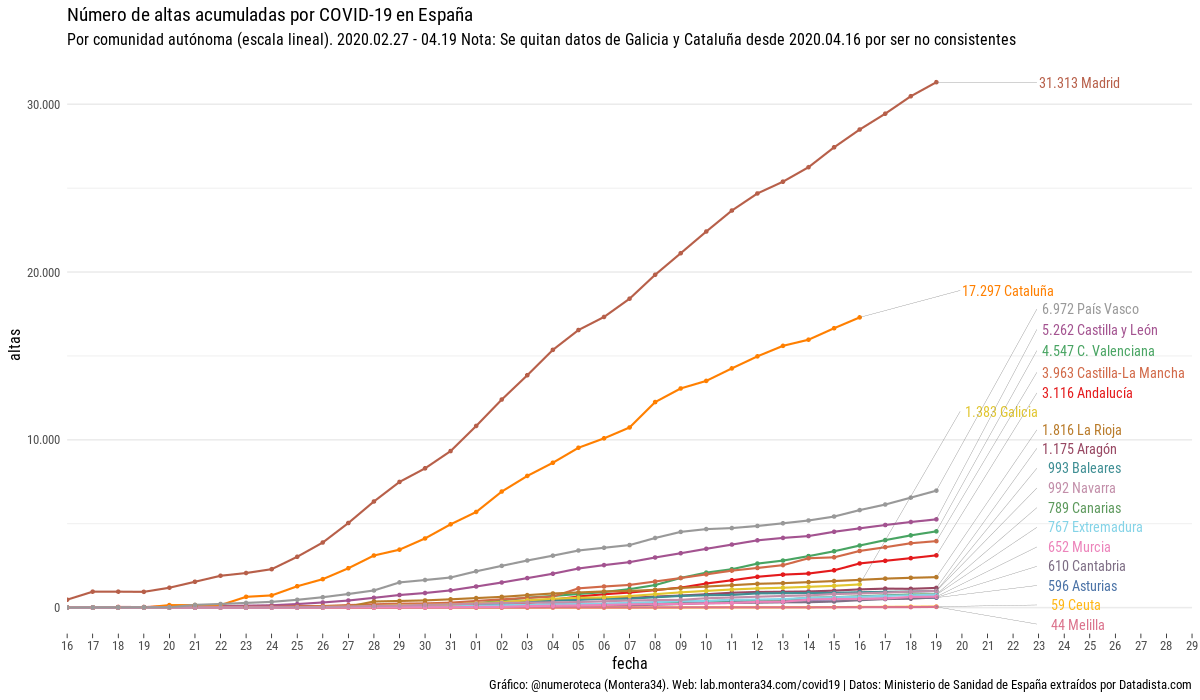 Número de altas acumuladas por COVID-19 en España
Por comunidad autónoma (escala lineal). 2020.02.27 - 04.19 Nota: Se quitan datos de Galicia y Cataluña desde 2020.04.16 por ser no consistentes
altas
30.000
20.000
10.000
0
31.313 Madrid
17.297 Cataluña
6.972 País Vasco
5.262 Castilla y León
4.547 C. Valenciana
3.963 Castilla-La Mancha
3.116 Andalucía
1.383 Galicia
1.816 La Rioja
1.175 Aragón
993 Baleares
992 Navarra
789 Canarias
767 Extremadura
652 Murcia
610 Cantabria
596 Asturias
59 Ceuta
44 Melilla
16 17 18 19 20 21 22 23 24 25 26 27 28 29 30 31 01 02 03 04 05 06 07 08 09 10 11 12 13 14 15 16 17 18 19 20 21 22 23 24 25 26 27 28 29
fecha
Gráfico: @numeroteca (Montera34). Web: lab.montera34.com/covid19 | Datos: Ministerio de Sanidad de España extraídos por Datadista.com